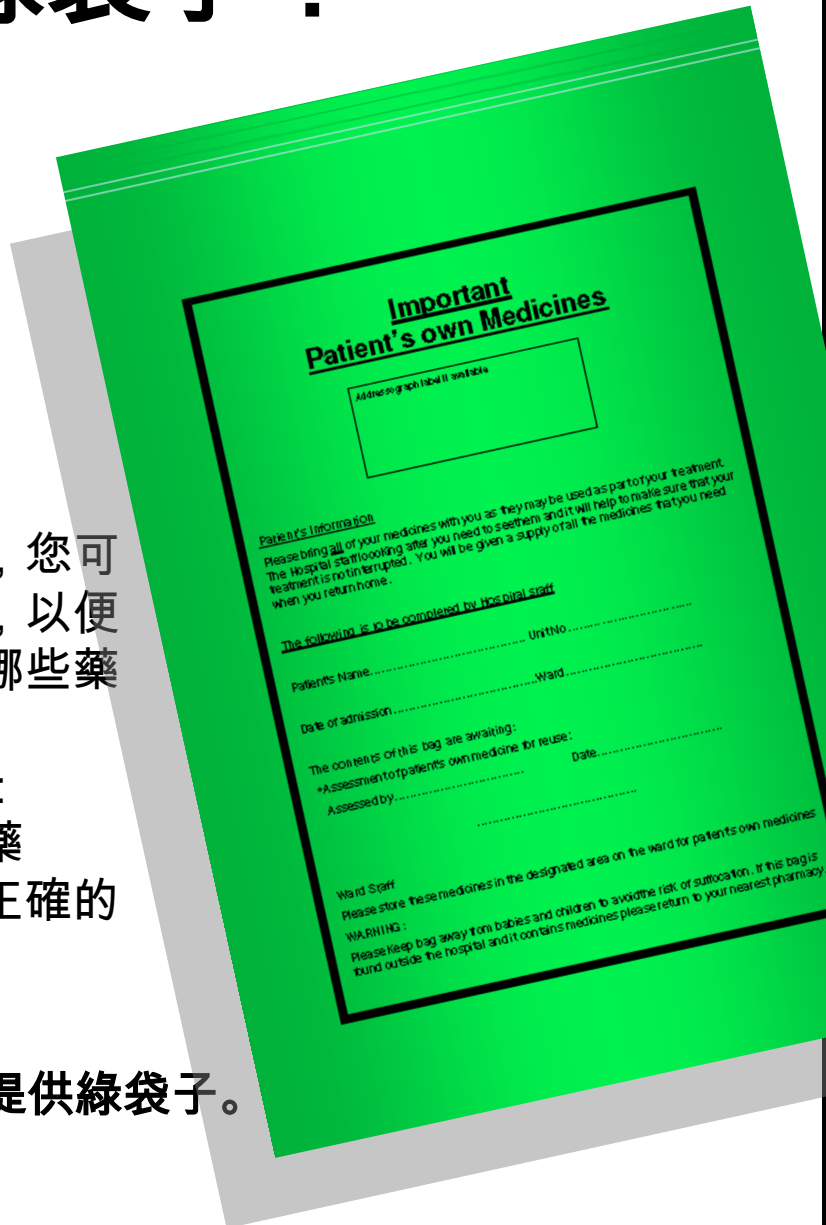 綠袋子？
Important
Patient's own Medicines
Addressograph label if available
Patient's Information
Please bring all of your medicines with you as they may be used as part of your treatment.
The Hospital staff loooking after you need to see them and it will help to make sure that your
treatment is not interrupted. You will be given a supply of all the medicines that you need
when you return home.
The following is to be completed by Hospital staff
Patient's Name...................................... Unit No...............................
Date of admission...................................Ward..................................
The contents of this bag are awaiting:
*Assessment of patient's own medicine for reuse:
Assessed by................................ Date...............................
.......................................
Ward Staff
Please store these medicines in the designated area on the ward for patient's own medicines
WARNING:
Please Keep bag away from babies and children to avoid the risk of suffocation. If this bag is
found outside the hospital and it contains medicines please return to your nearest pharmacy
, 您可
, 以便
哪些藥
藥
正確的
提供綠袋子。